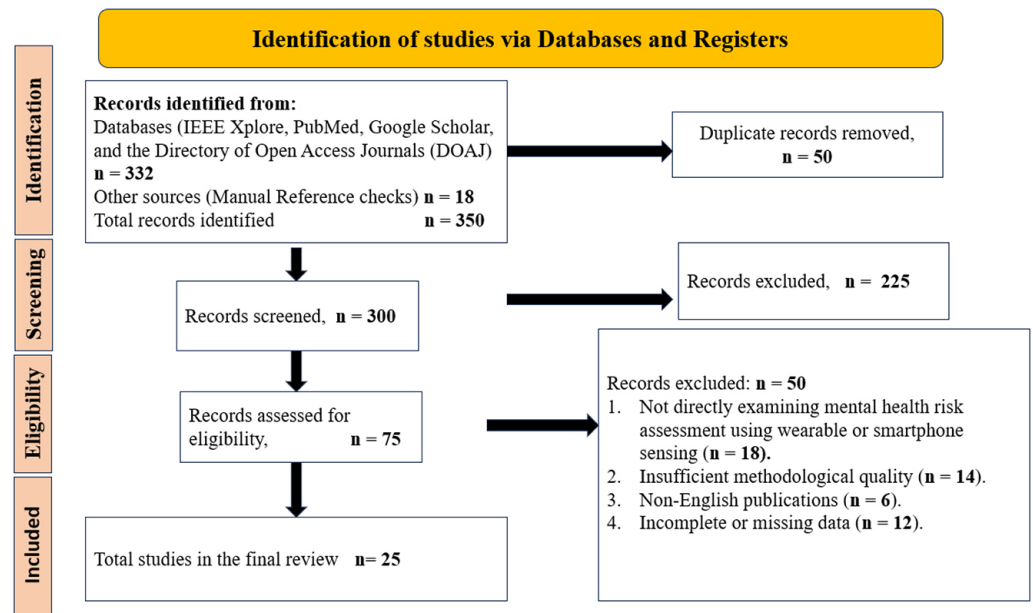 Identification of studies via Databases and Registers
Identification
Records identified from:
Databases (IEEE Xplore, PubMed, Google Scholar,
and the Directory of Open Access Journals (DOAJ)
n = 332
Other sources (Manual Reference checks) n = 18
Total records identified n = 350
Duplicate records removed,
n = 50
Screening
Records screened, n = 300
Records excluded, n = 225
Eligibility
Records assessed for
eligibility, n = 75
Records excluded: n = 50
1. Not directly examining mental health risk
assessment using wearable or smartphone
sensing (n = 18).
2. Insufficient methodological quality (n = 14).
3. Non-English publications (n = 6).
4. Incomplete or missing data (n = 12).
Included
Total studies in the final review n= 25